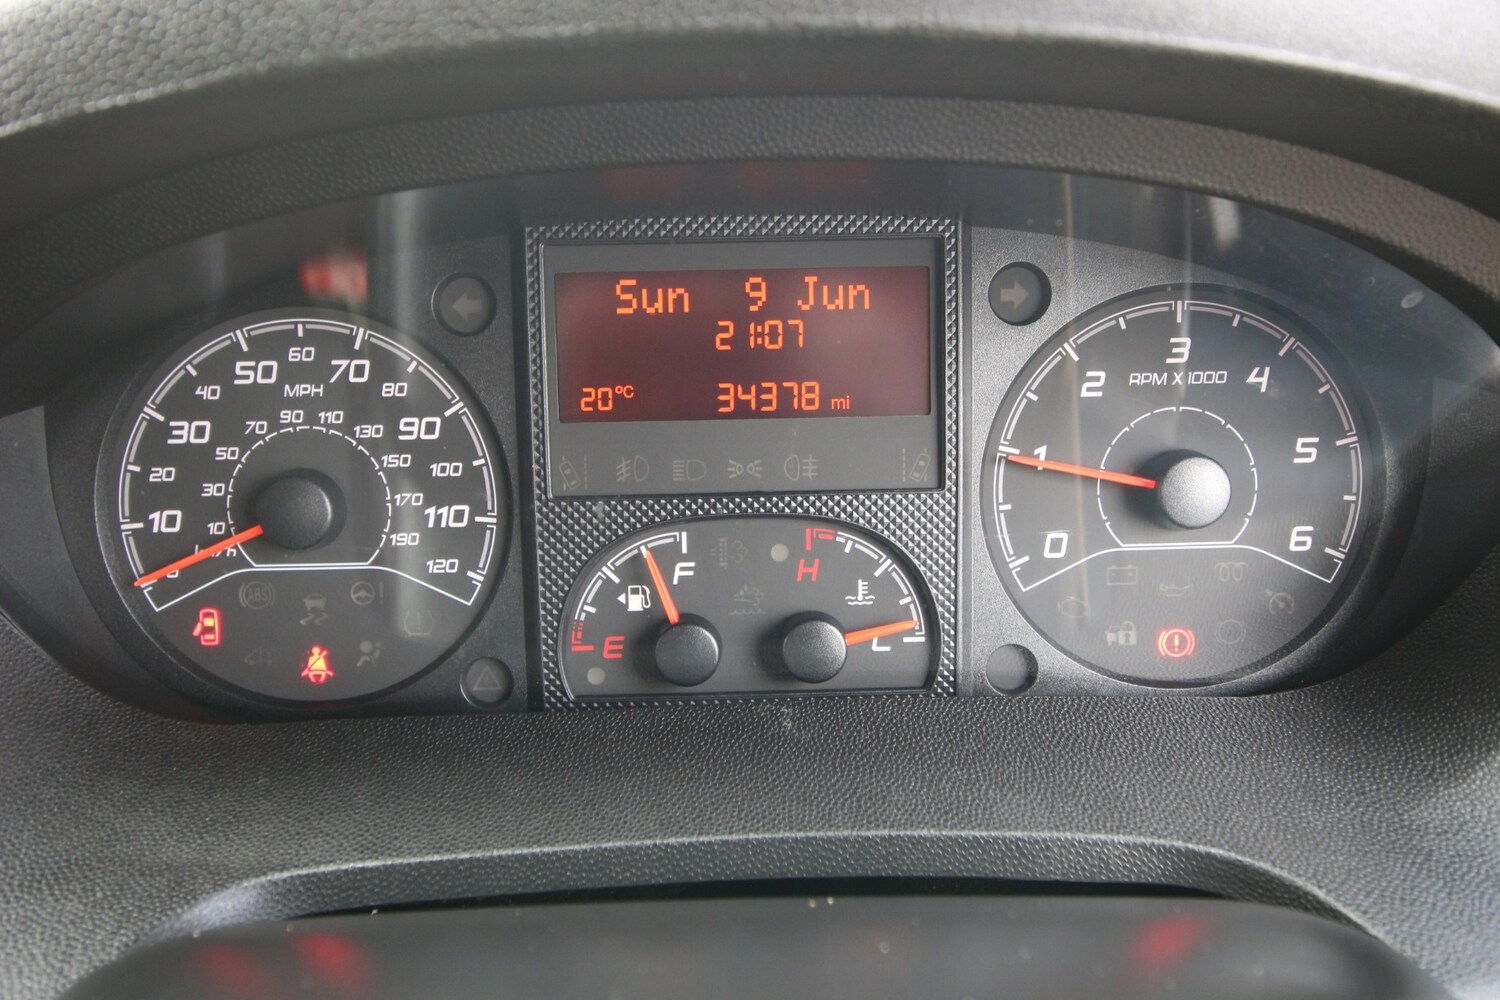 Sun 9 Jun
21:07
20°C 34378 mi
10 20 30 40 50 60 70 80 90 100 110 120
MPH
10 30 50 70 90 110 130 150 170 190
ABS
E F
H
0 1 2 3 4 5 6
RPM X 1000